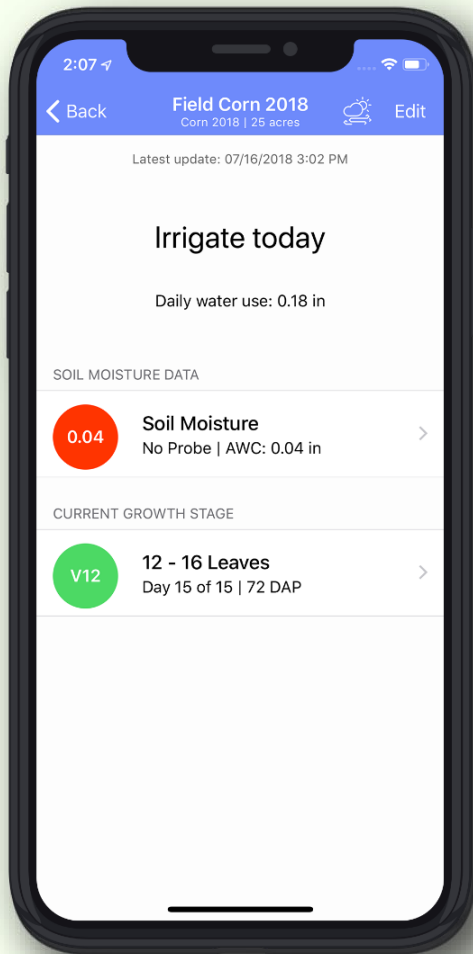 2:07
Back
Field Corn 2018
Corn 2018 | 25 acres
Edit
Latest update: 07/16/2018 3:02 PM
Irrigate today
Daily water use: 0.18 in
SOIL MOISTURE DATA
0.04
Soil Moisture
No Probe | AWC: 0.04 in
CURRENT GROWTH STAGE
V12
12 - 16 Leaves
Day 15 of 15 | 72 DAP